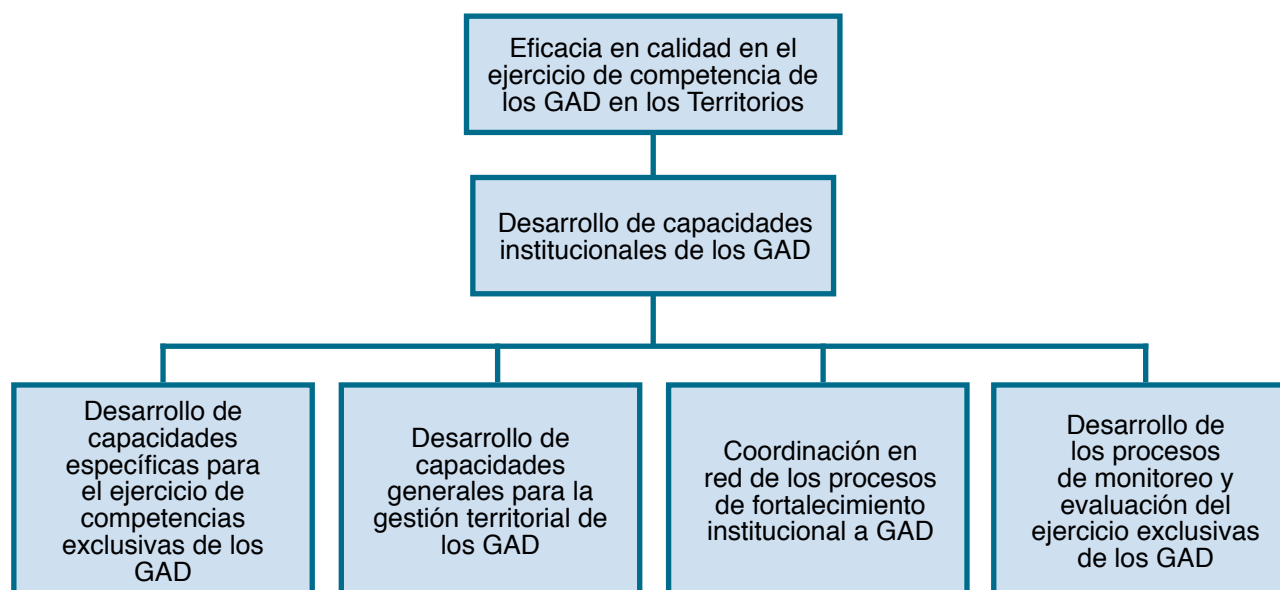 Eficacia en calidad en el
ejercicio de competencia de
los GAD en los Territorios
Desarrollo de capacidades
institucionales de los GAD
Desarrollo de
capacidades
específicas para
el ejercicio de
competencias
exclusivas de los
GAD
Desarrollo de
capacidades
generales para la
gestión territorial de
los GAD
Coordinación en
red de los procesos
de fortalecimiento
institucional a GAD
Desarrollo de
los procesos
de monitoreo y
evaluación del
ejercicio exclusivas
de los GAD